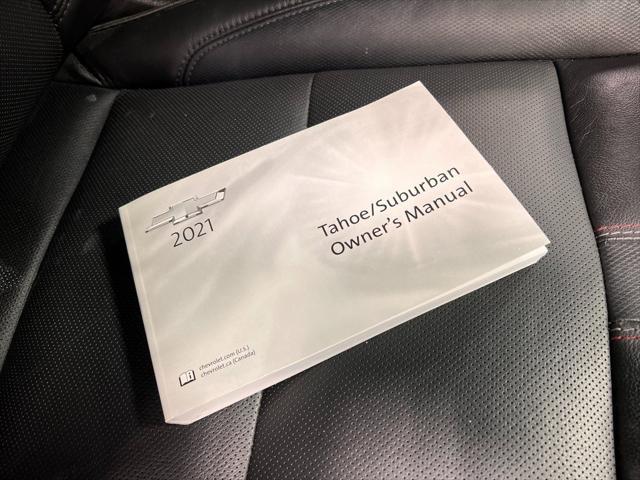 2021
Tahoe/Suburban
Owner's Manual
chevrolet.com (U.S.)
chevrolet.ca (Canada)